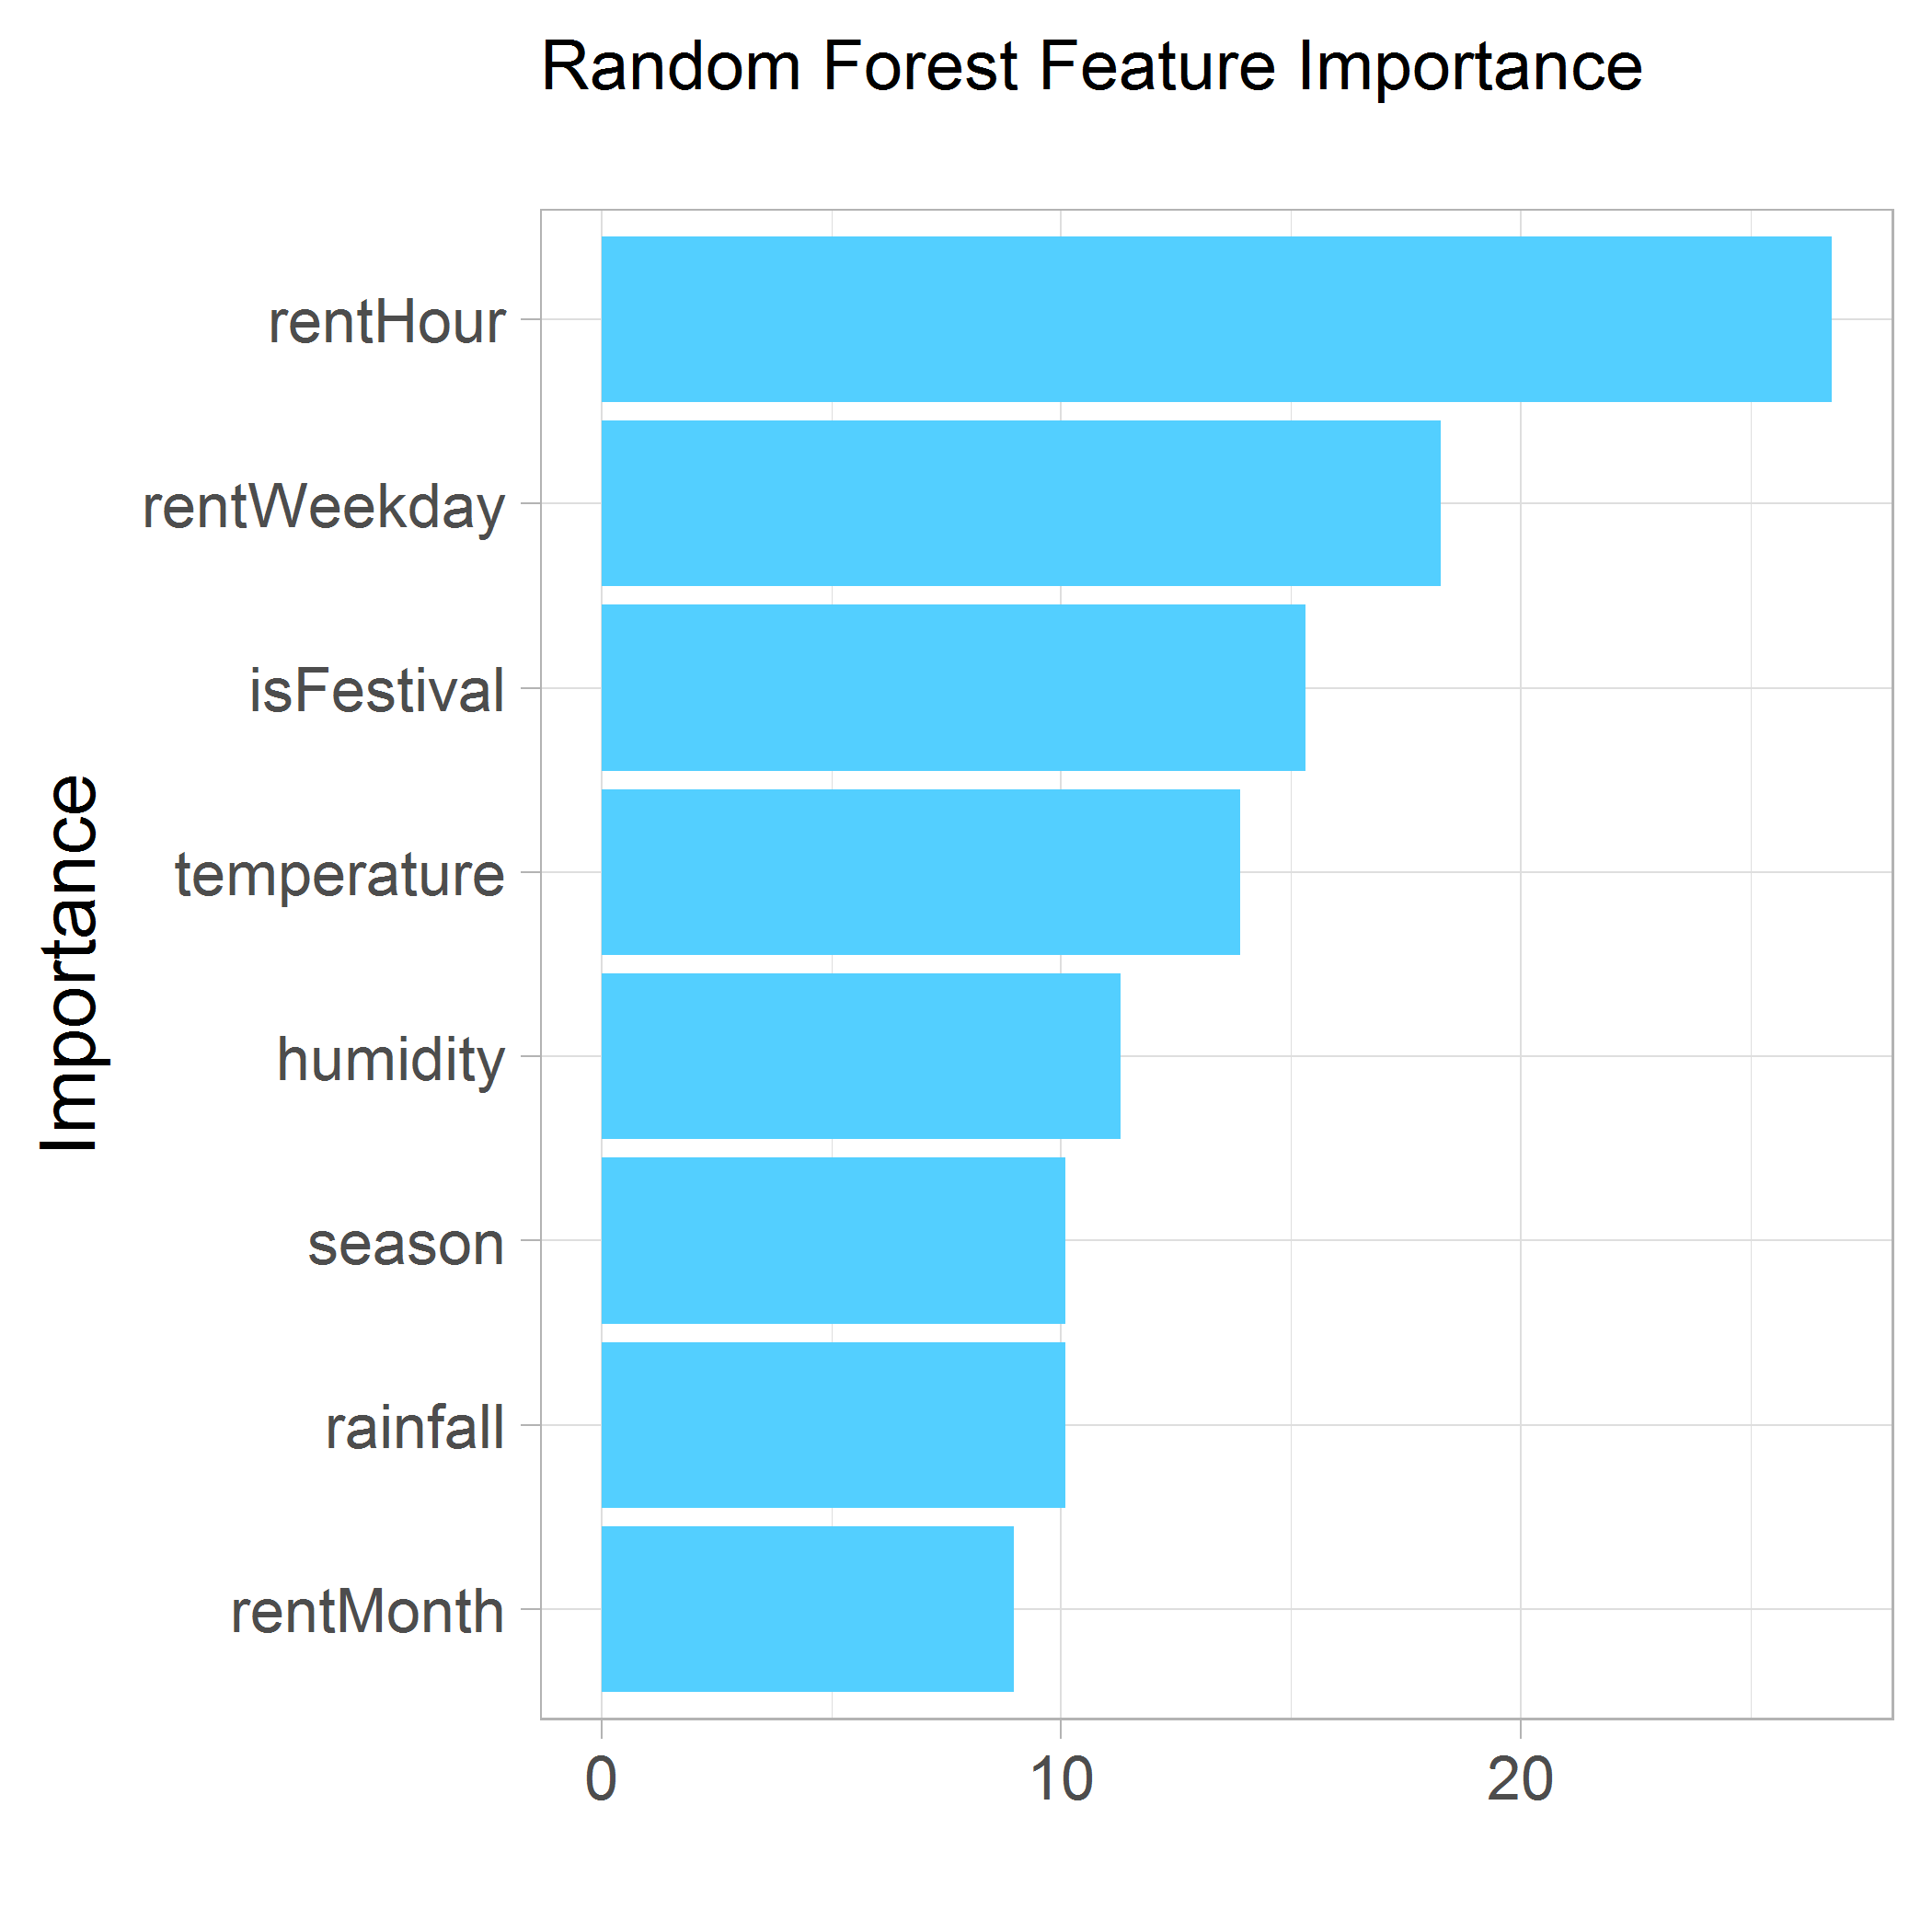 Random Forest Feature Importance
Importance
rentHour
rentWeekday
isFestival
temperature
humidity
season
rainfall
rentMonth
0 10 20